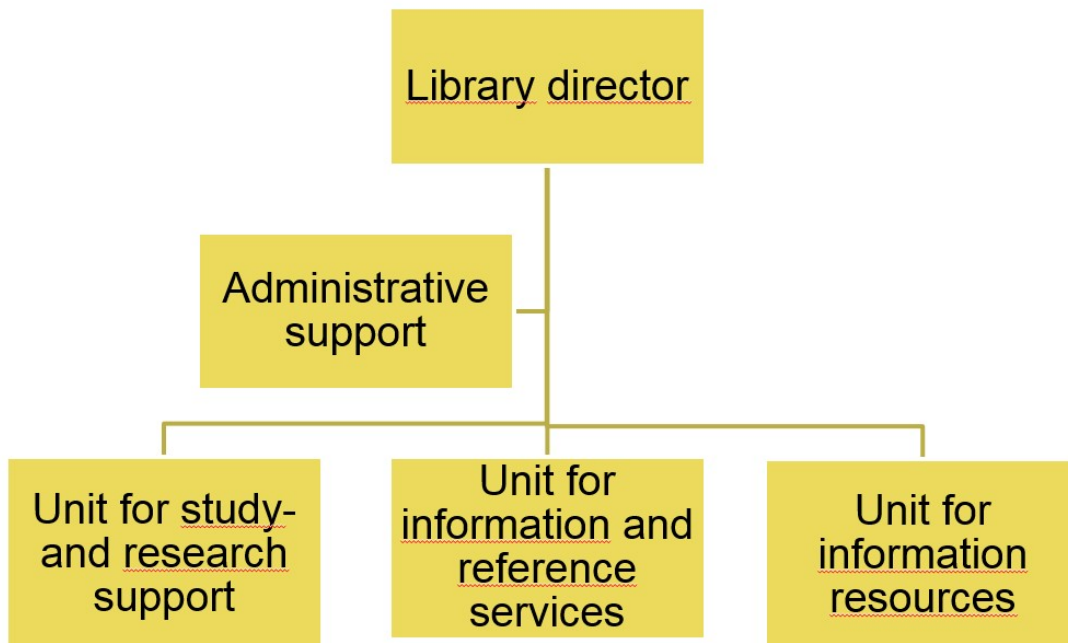 Library director
Administrative
support
Unit for study-
and research
support
Unit for
information and
reference
services
Unit for
information
resources